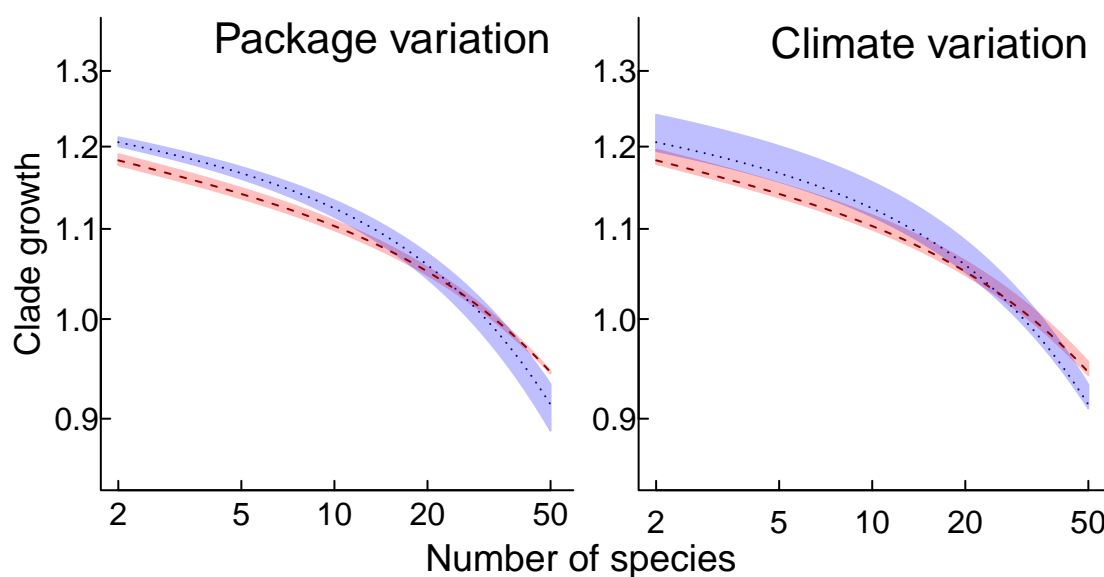 Package variation
Climate variation
Clade growth
1.3
1.2
1.1
1.0
0.9
2 5 10 20 50
1.3
1.2
1.1
1.0
0.9
2 5 10 20 50
Number of species